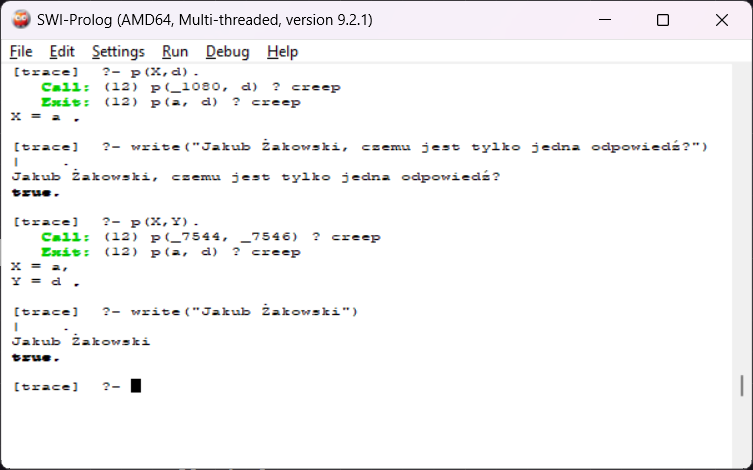 SWI-Prolog (AMD64, Multi-threaded, version 9.2.1)
File Edit Settings Run Debug Help
[trace]  ?- p(X,d).
   Call: (12) p(_1080, d) ? creep
   Exit: (12) p(a, d) ? creep
X = a .
[trace]  ?- write("Jakub Żakowski, czemu jest tylko jedna odpowiedź?")
|    .
Jakub Żakowski, czemu jest tylko jedna odpowiedź?
true.
[trace]  ?- p(X,Y).
   Call: (12) p(_7544, _7546) ? creep
   Exit: (12) p(a, d) ? creep
X = a,
Y = d .
[trace]  ?- write("Jakub Żakowski")
|    .
Jakub Żakowski
true.
[trace]  ?-